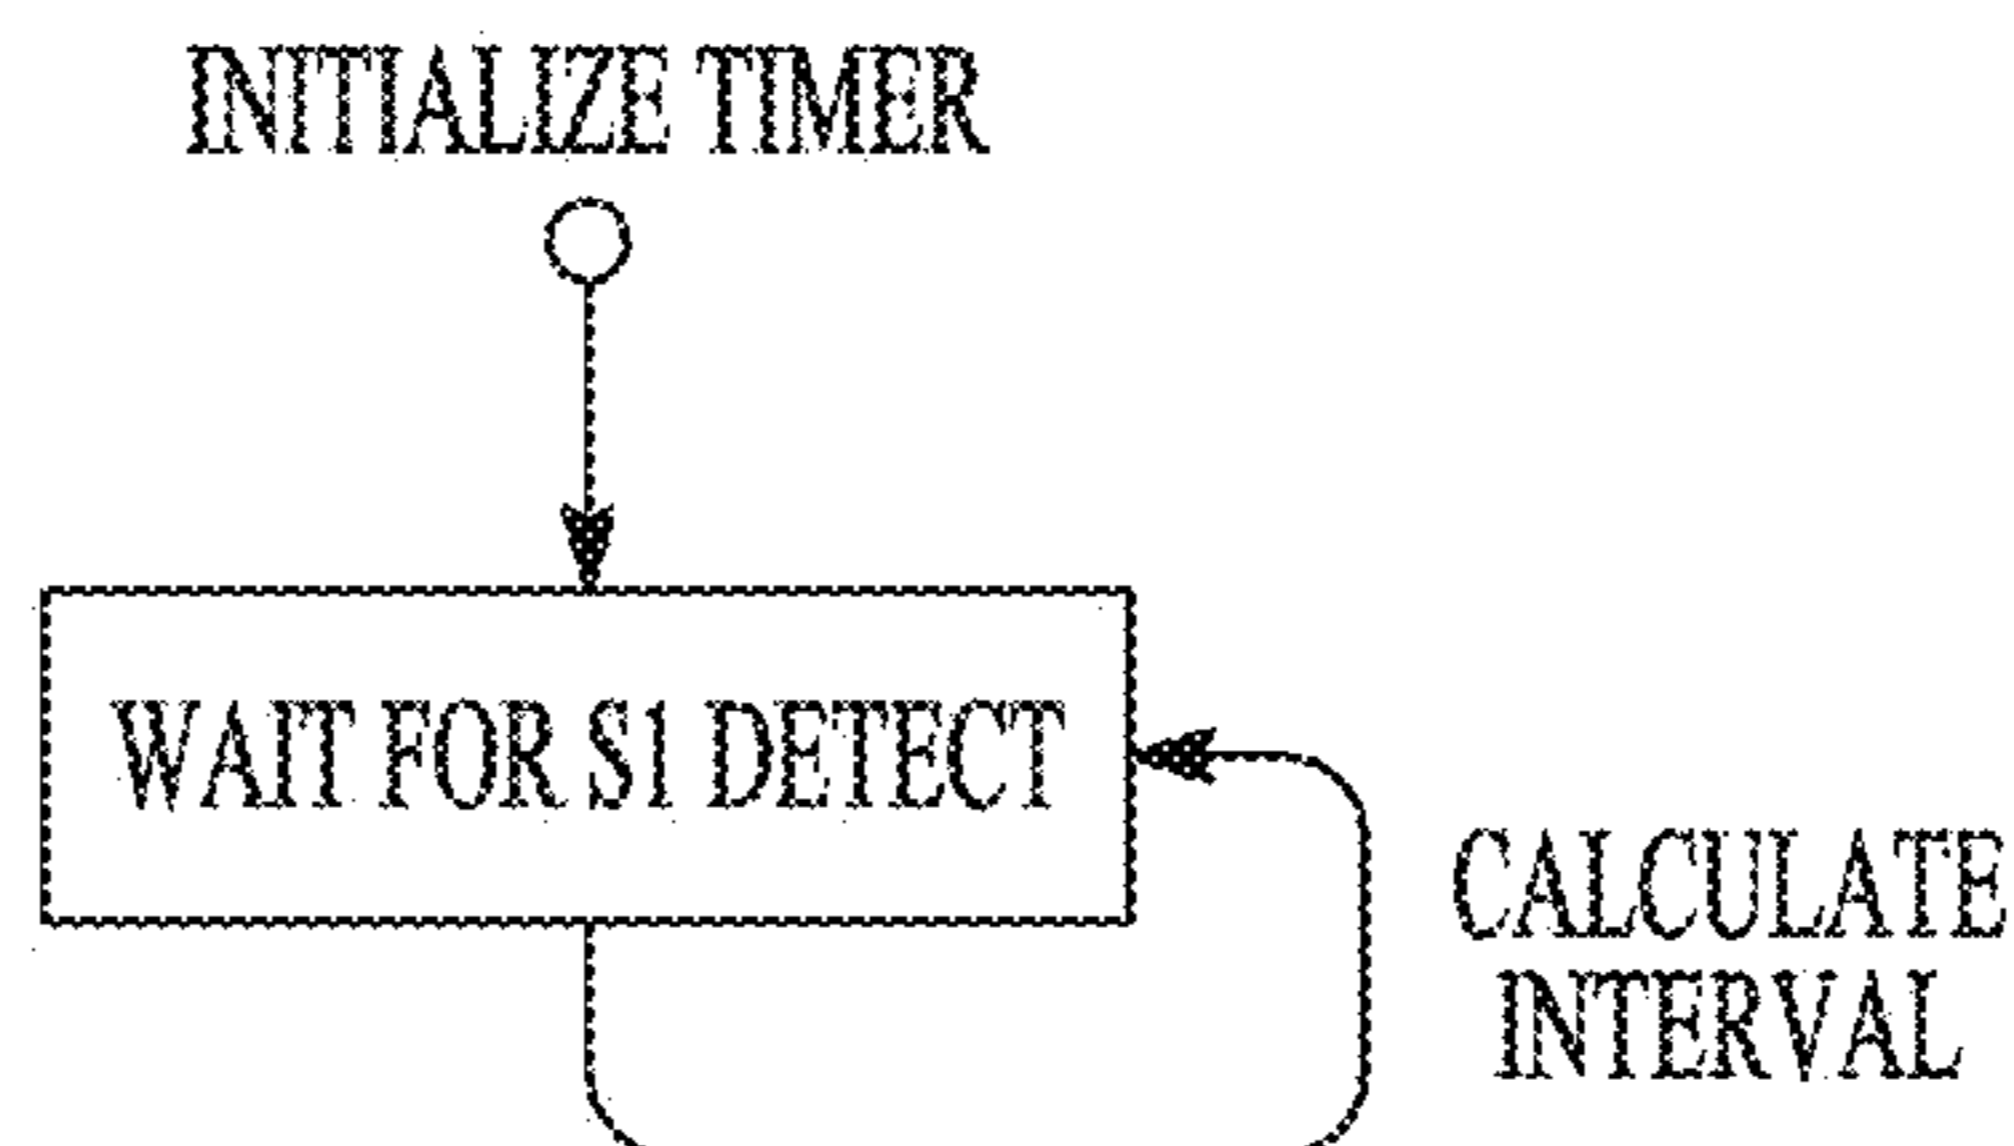 INITIALIZE TIMER
WAIT FOR S1 DETECT
CALCULATE
INTERVAL